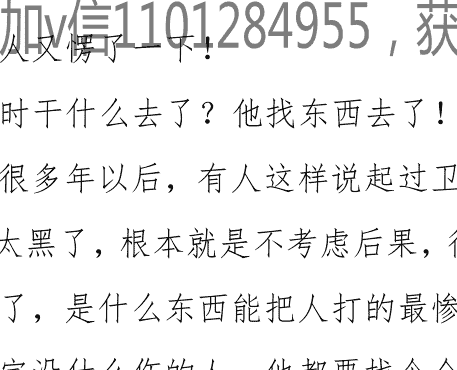 加v信1101284955，获
人又愣了一下！
时干什么去了？他找东西去了！
很多年以后，有人这样说起过卫
太黑了，根本就是不考虑后果，很
了，是什么东西能把人打的最惨